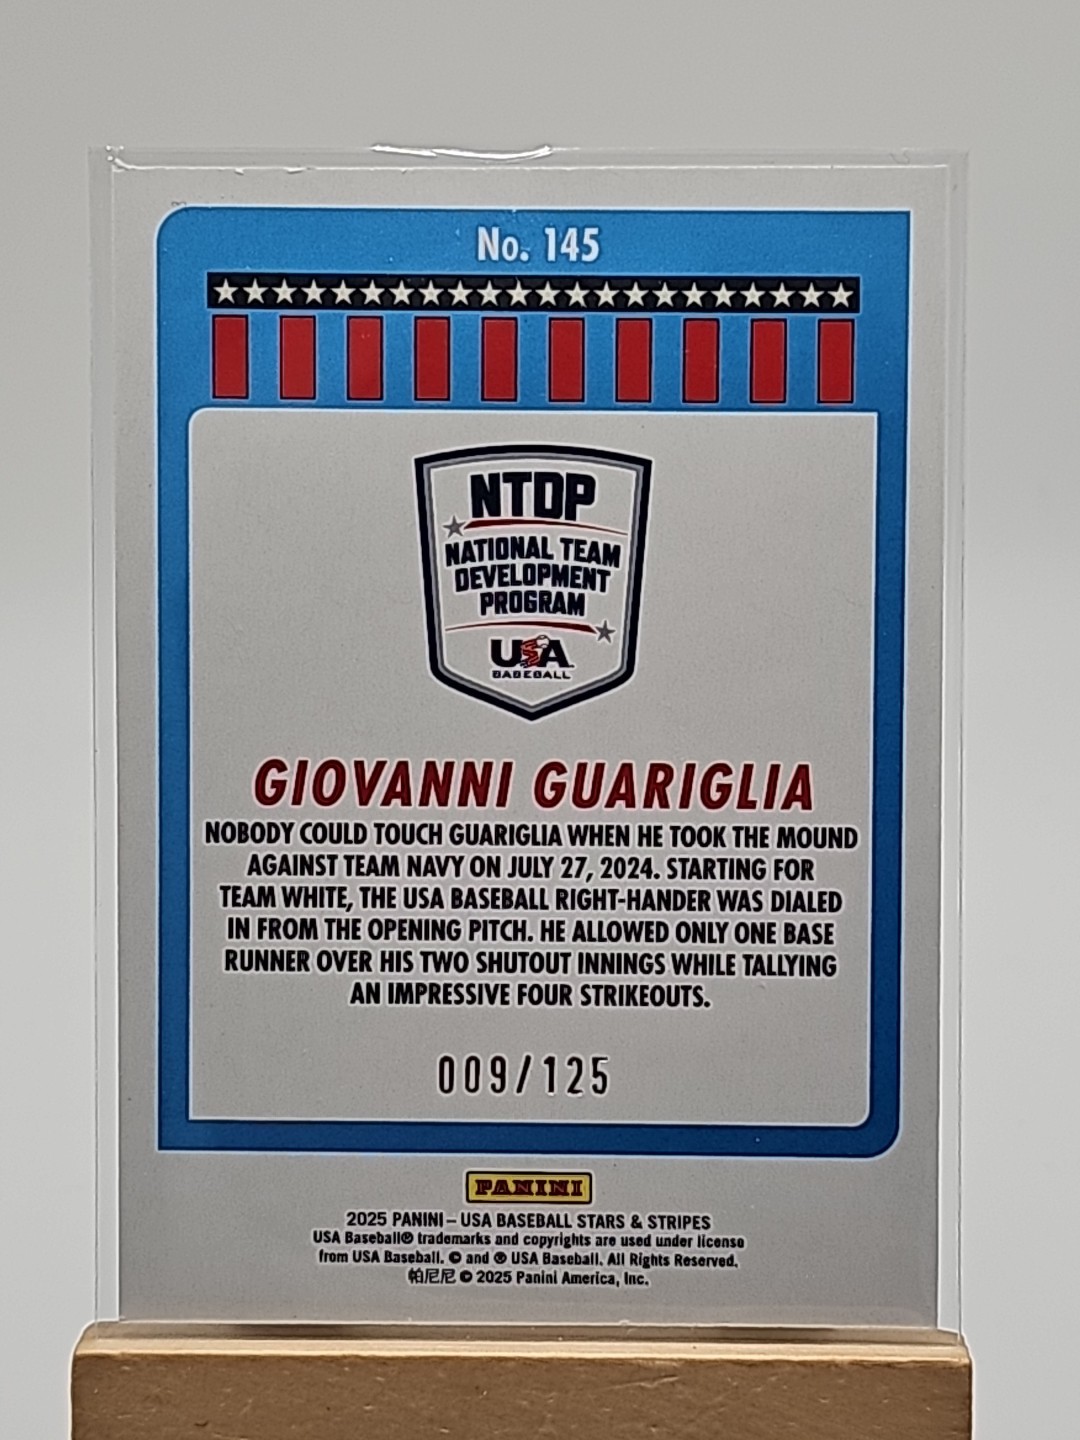 No. 145
NTDP
NATIONAL TEAM
DEVELOPMENT
PROGRAM
USA
BASEBALL
GIOVANNI GUARIGLIA
NOBODY COULD TOUCH GUARIGLIA WHEN HE TOOK THE MOUND
AGAINST TEAM NAVY ON JULY 27, 2024. STARTING FOR
TEAM WHITE, THE USA BASEBALL RIGHT-HANDER WAS DIALED
IN FROM THE OPENING PITCH. HE ALLOWED ONLY ONE BASE
RUNNER OVER HIS TWO SHUTOUT INNINGS WHILE TALLYING
AN IMPRESSIVE FOUR STRIKEOUTS.
009/125
PANINI
2025 PANINI – USA BASEBALL STARS & STRIPES
USA Baseball® trademarks and copyrights are used under license
from USA Baseball. © and ® USA Baseball. All Rights Reserved.
帕尼尼 © 2025 Panini America, Inc.